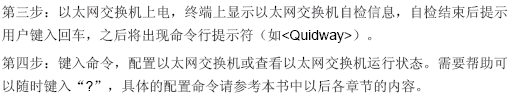 第三步：以太网交换机上电，终端上显示以太网交换机自检信息，自检结束后提示
用户键入回车，之后将出现命令行提示符（如<Quidway>）。
第四步：键入命令，配置以太网交换机或查看以太网交换机运行状态。需要帮助可
以随时键入“?”，具体的配置命令请参考本书中以后各章节的内容。